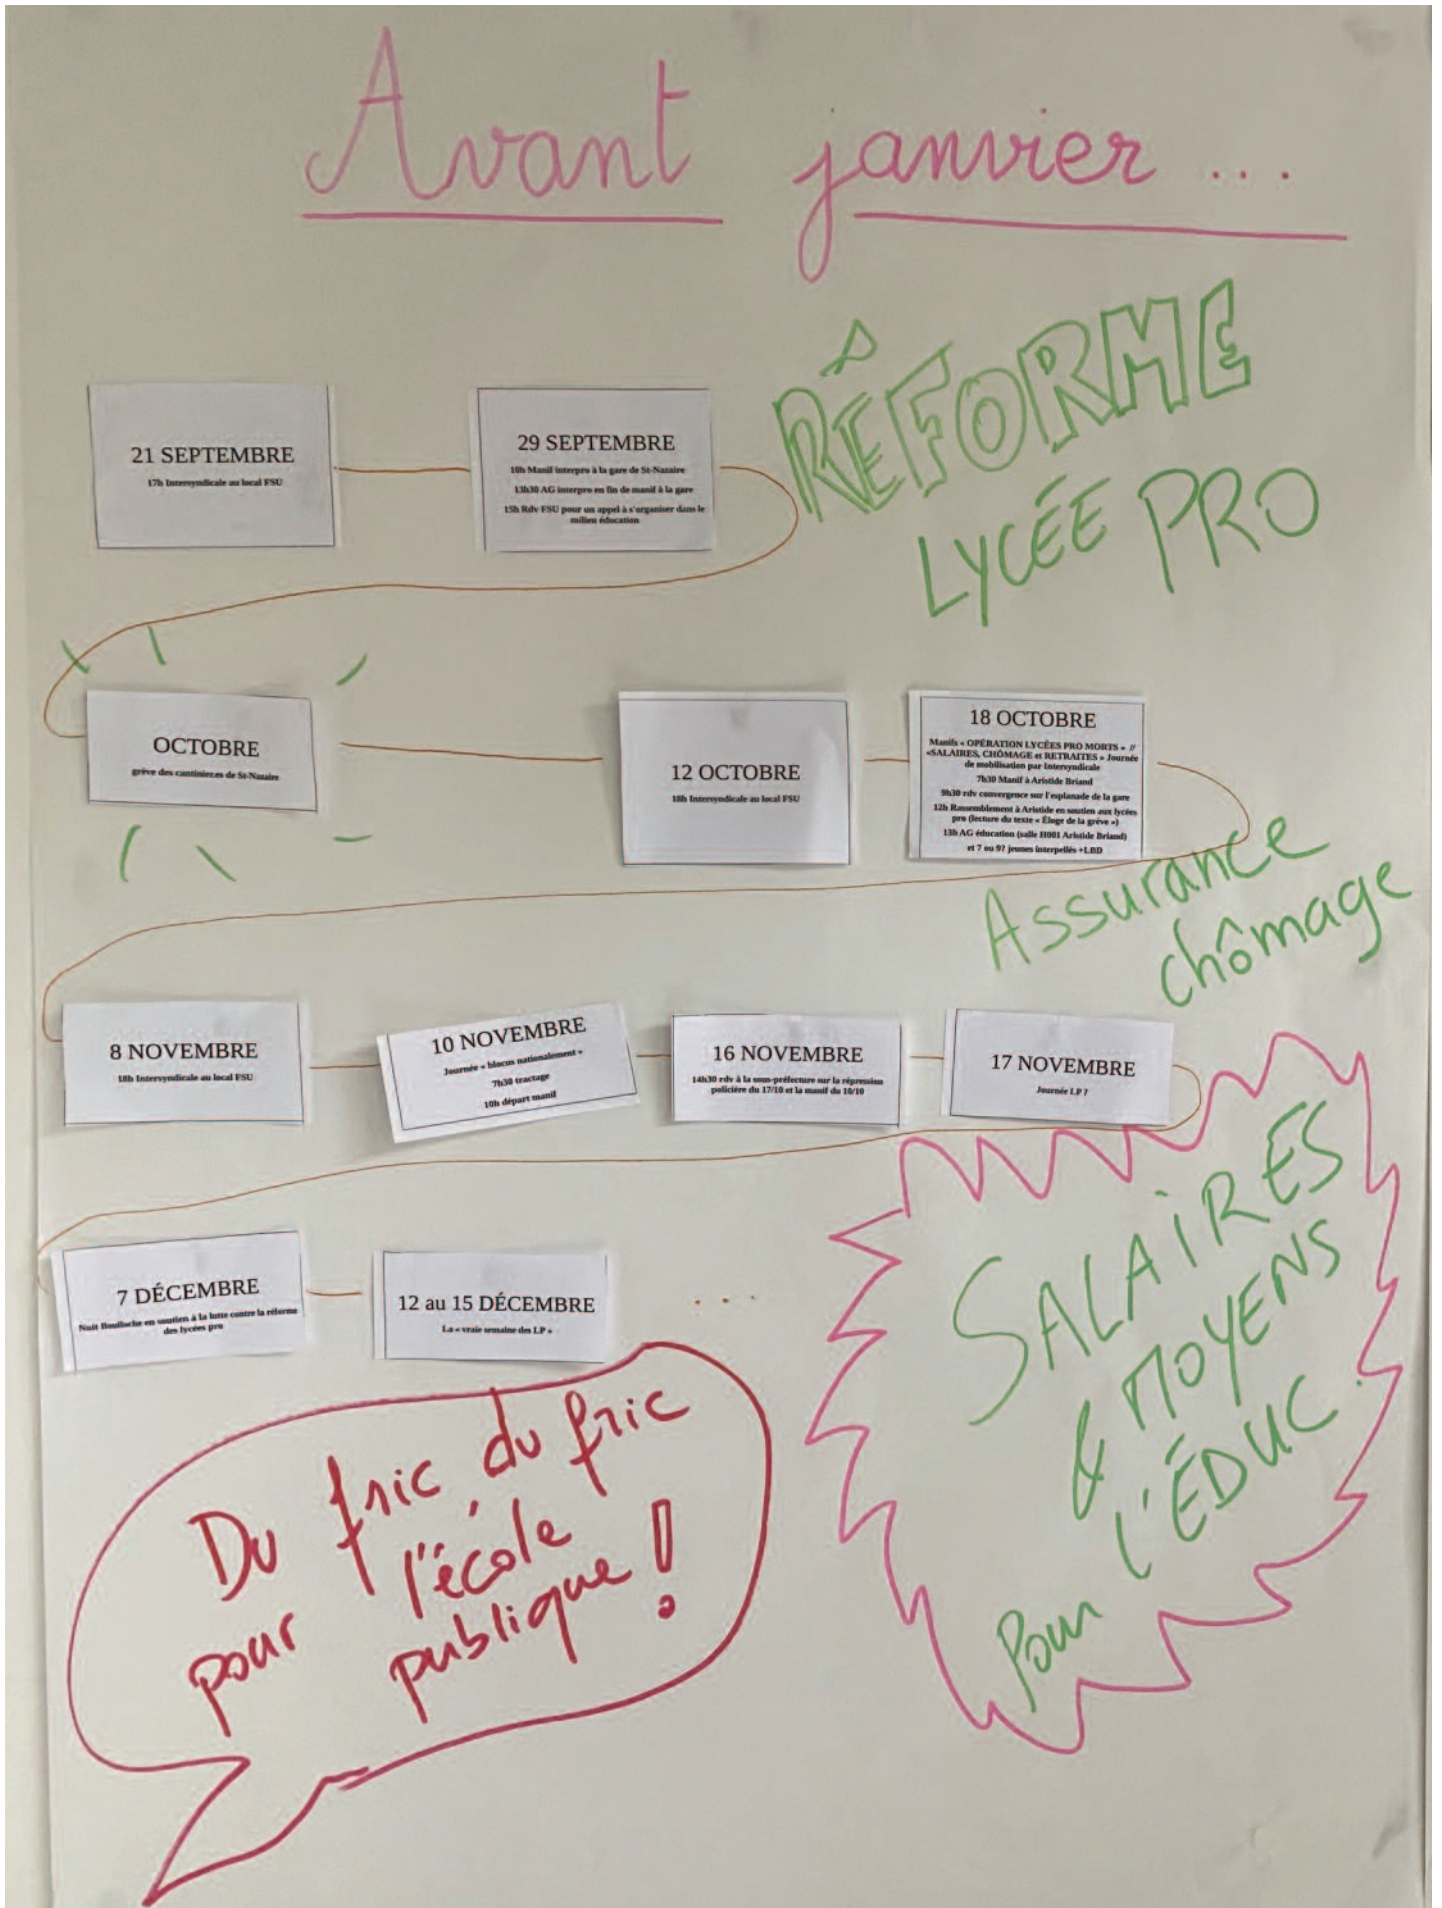 Avant janvier ...
RÉFORME
LYCÉE PRO
21 SEPTEMBRE
17h Intersyndicale au local FSU
29 SEPTEMBRE
10h Manif interpro à la gare de St-Nazaire
13h30 AG interpro en fin de manif à la gare
15h Rdv FSU pour un appel à s'organiser dans le
milieu éducation
OCTOBRE
grève des cantinier.es de St-Nazaire
12 OCTOBRE
18h Intersyndicale au local FSU
18 OCTOBRE
Manifs « OPÉRATION LYCÉES PRO MORTS » //
«SALAIRES, CHÔMAGE et RETRAITES » Journée
de mobilisation par Intersyndicale
7h30 Manif à Aristide Briand
9h30 rdv convergence sur l'esplanade de la gare
12h Rassemblement à Aristide en soutien aux lycées
pro (lecture du texte « Éloge de la grève »)
13h AG éducation (salle H001 Aristide Briand)
et 7 ou 9? jeunes interpellés +LBD
Assurance
chômage
8 NOVEMBRE
18h Intersyndicale au local FSU
10 NOVEMBRE
Journée « blocus nationalement »
7h30 tractage
10h départ manif
16 NOVEMBRE
14h30 rdv à la sous-préfecture sur la répression
policière du 17/10 et la manif du 10/10
17 NOVEMBRE
Journée LP ?
7 DÉCEMBRE
Nuit Boulloche en soutien à la lutte contre la réforme
des lycées pro
12 au 15 DÉCEMBRE
La « vraie semaine des LP »
...
SALAIRES
& MOYENS
Pour l'ÉDUC.
Du fric, du fric
pour l'école
publique !